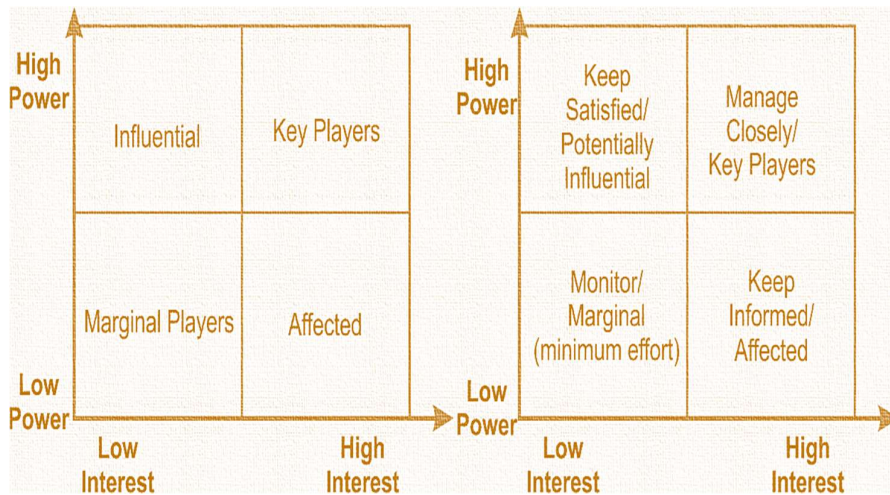 High
Power
Influential
Key Players
Marginal Players
Affected
Low
Power
Low
Interest
High
Interest
High
Power
Keep
Satisfied/
Potentially
Influential
Manage
Closely/
Key Players
Monitor/
Marginal
(minimum effort)
Keep
Informed/
Affected
Low
Power
Low
Interest
High
Interest